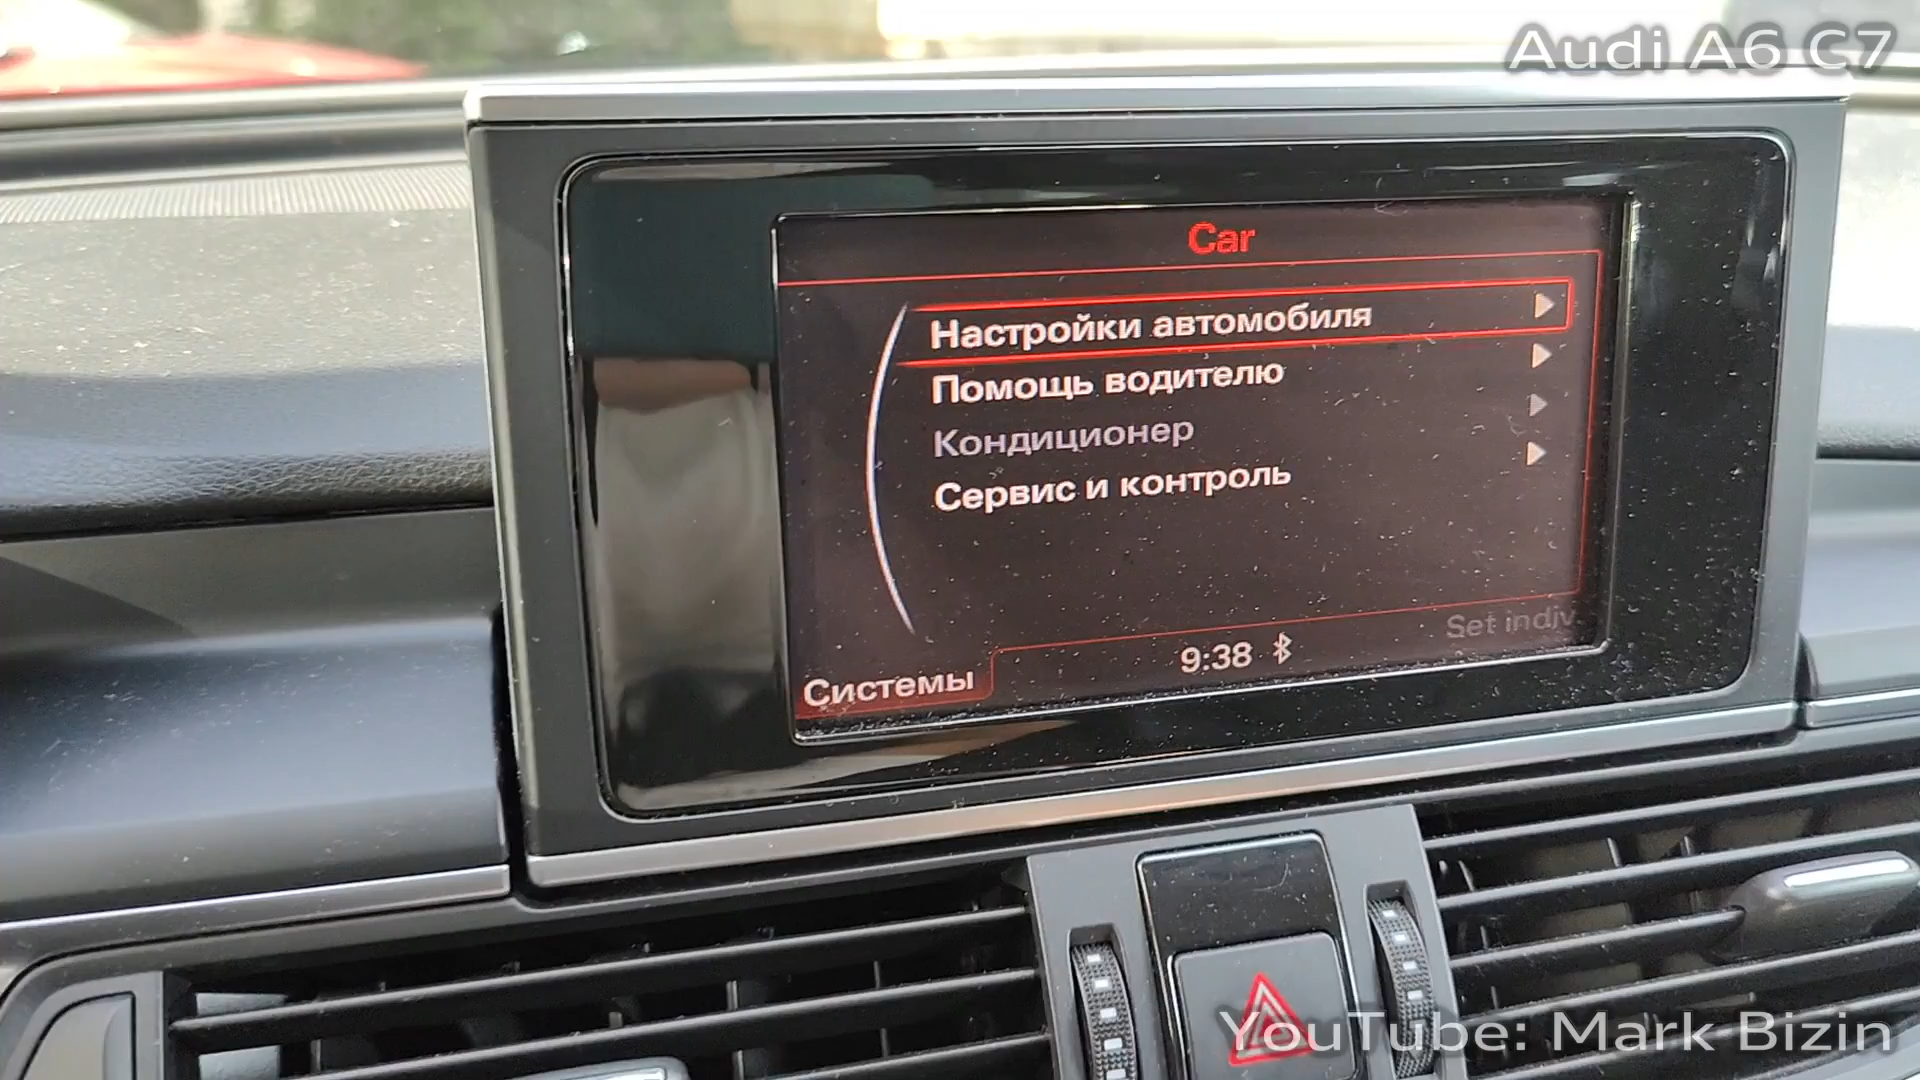 Audi A6 C7
Car
Настройки автомобиля
Помощь водителю
Кондиционер
Сервис и контроль
Set indiv
9:38
Системы
YouTube: Mark Bizin